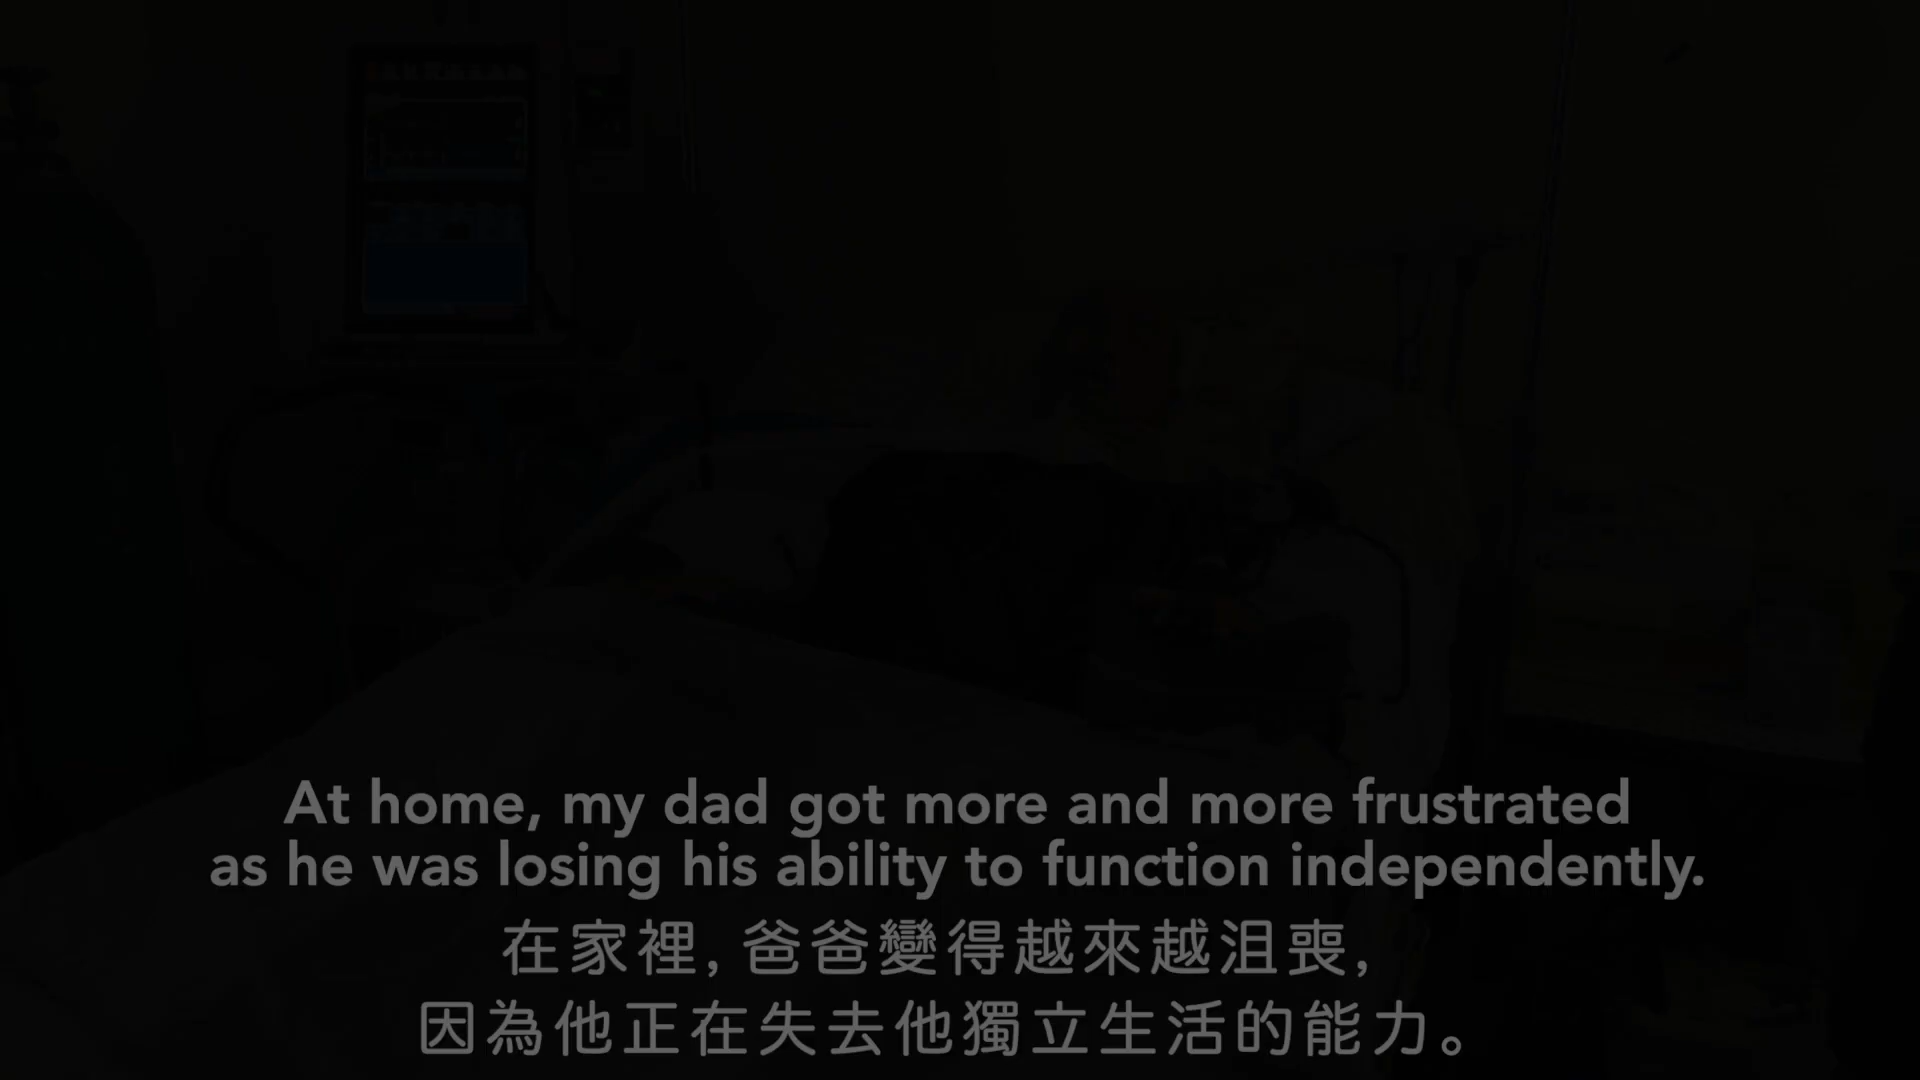 At home, my dad got more and more frustrated
as he was losing his ability to function independently.
在家裡,爸爸變得越來越沮喪,
因為他正在失去他獨立生活的能力。